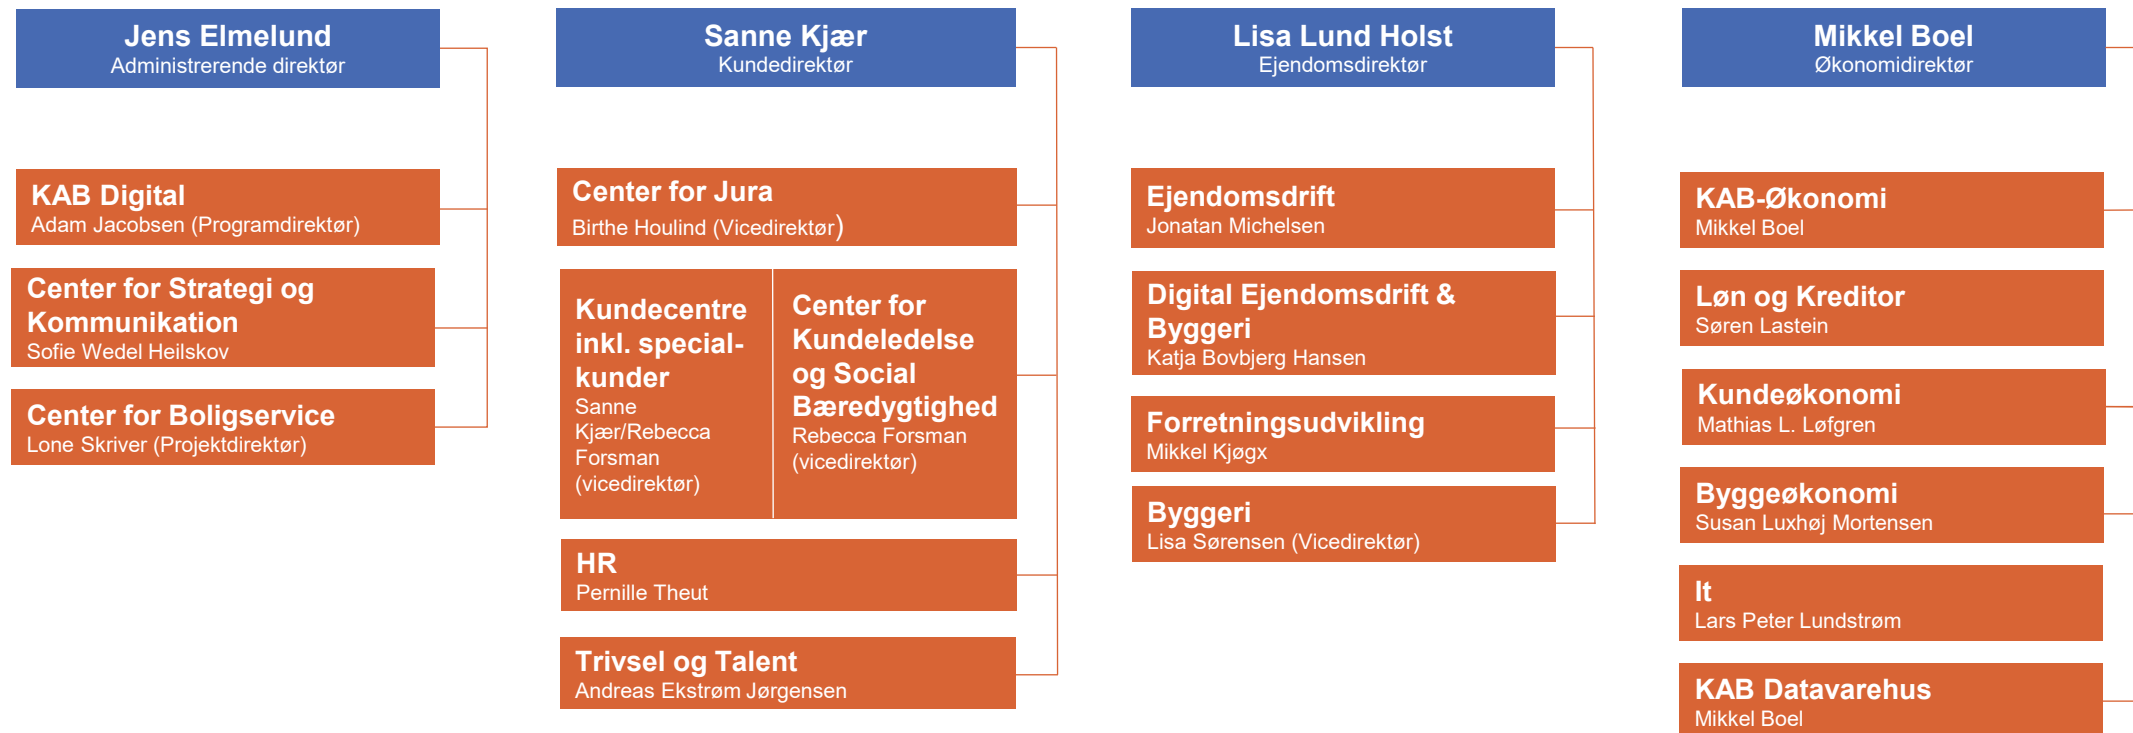 Jens Elmelund
Administrerende direktør
KAB Digital
Adam Jacobsen (Programdirektør)
Center for Strategi og
Kommunikation
Sofie Wedel Heilskov
Center for Boligservice
Lone Skriver (Projektdirektør)
Sanne Kjær
Kundedirektør
Center for Jura
Birthe Houlind (Vicedirektør)
Kundecentre
inkl. special-
kunder
Sanne
Kjær/Rebecca
Forsman
(vicedirektør)
Center for
Kundeledelse
og Social
Bæredygtighed
Rebecca Forsman
(vicedirektør)
HR
Pernille Theut
Trivsel og Talent
Andreas Ekstrøm Jørgensen
Lisa Lund Holst
Ejendomsdirektør
Ejendomsdrift
Jonatan Michelsen
Digital Ejendomsdrift &
Byggeri
Katja Bovbjerg Hansen
Forretningsudvikling
Mikkel Kjøgx
Byggeri
Lisa Sørensen (Vicedirektør)
Mikkel Boel
Økonomidirektør
KAB-Økonomi
Mikkel Boel
Løn og Kreditor
Søren Lastein
Kundeøkonomi
Mathias L. Løfgren
Byggeøkonomi
Susan Luxhøj Mortensen
It
Lars Peter Lundstrøm
KAB Datavarehus
Mikkel Boel